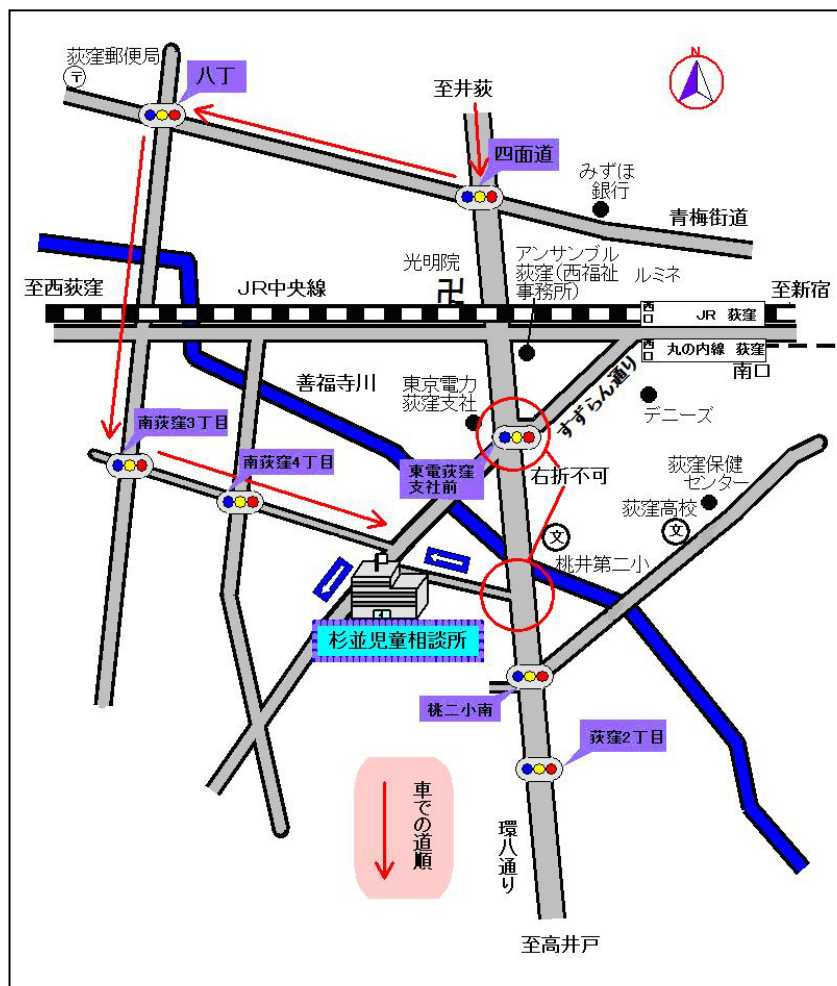 N
荻窪郵便局
〒
八丁
至井荻
四面道
みずほ
銀行
青梅街道
アンサンブル
荻窪(西福祉
事務所)
ルミネ
光明院
卍
至西荻窪
JR中央線
至新宿
西口
JR 荻窪
西口
丸の内線 荻窪
南口
善福寺川
東京電力
荻窪支社
すずらん通り
デニーズ
南荻窪3丁目
南荻窪4丁目
東電荻窪
支社前
右折不可
荻窪保健
センター
荻窪高校
文
文
桃井第二小
杉並児童相談所
桃二小南
荻窪2丁目
車での道順
環八通り
至高井戸